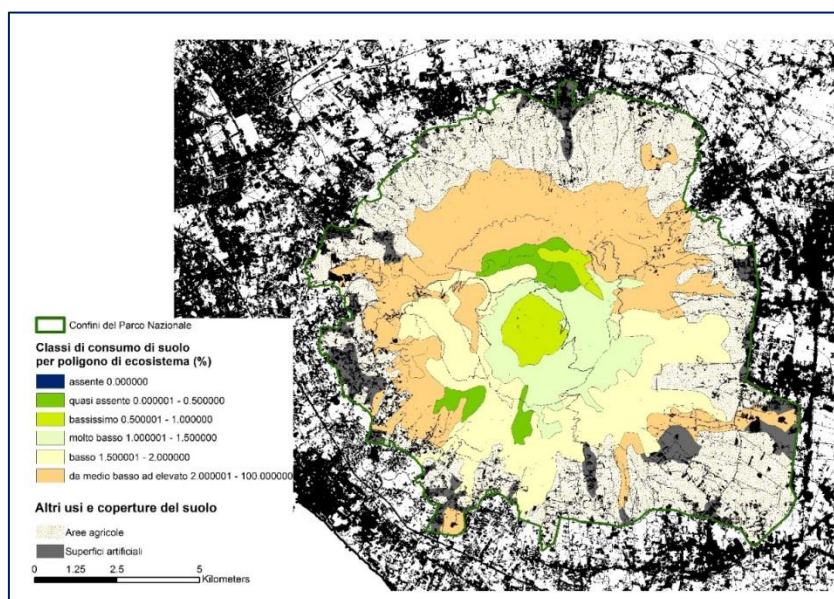 Confini del Parco Nazionale
Classi di consumo di suolo
per poligono di ecosistema (%)
assente 0.000000
quasi assente 0.000001 - 0.500000
bassissimo 0.500001 - 1.000000
molto basso 1.000001 - 1.500000
basso 1.500001 - 2.000000
da medio basso ad elevato 2.000001 - 100.000000
Altri usi e coperture del suolo
Aree agricole
Superfici artificiali
0 1.25 2.5 5
Kilometers